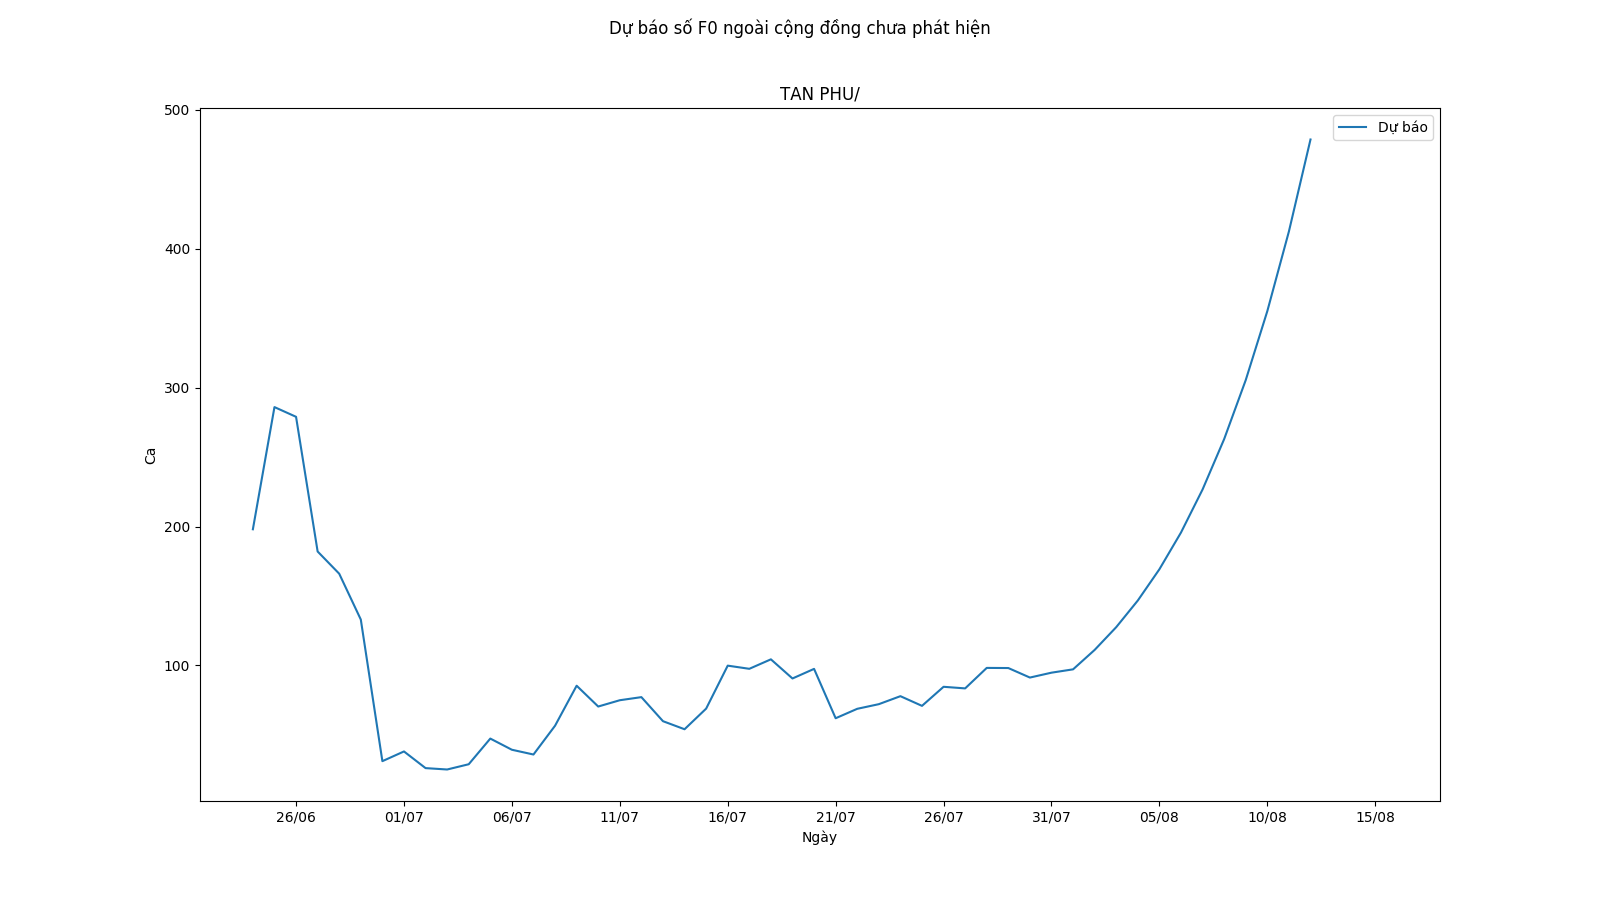 Dự báo số F0 ngoài cộng đồng chưa phát hiện
TAN PHU/
500
400
300
200
100
Ca
Dự báo
26/06 01/07 06/07 11/07 16/07 21/07 26/07 31/07 05/08 10/08 15/08
Ngày